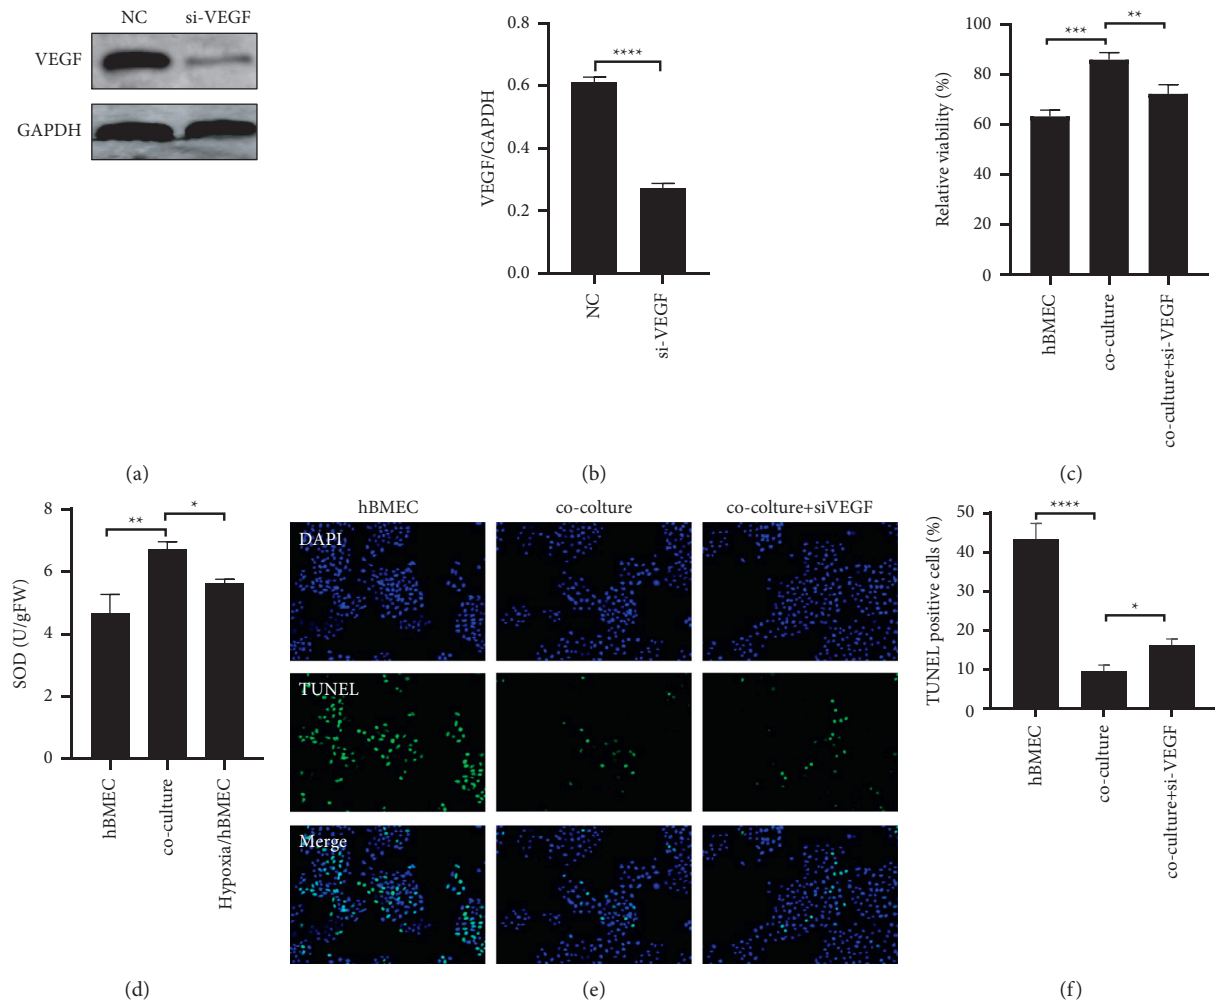 NC si-VEGF
VEGF
GAPDH
(a)
0.8
0.6
0.4
0.2
0.0
VEGF/GAPDH
****
NC
si-VEGF
(b)
100
80
60
40
20
0
Relative viability (%)
***
**
hBMEC
co-culture
co-culture+si-VEGF
(c)
8
6
4
2
0
SOD (U/gFW)
**
*
hBMEC
co-culture
Hypoxia/hBMEC
(d)
hBMEC co-colture co-colture+siVEGF
DAPI
TUNEL
Merge
(e)
50
40
30
20
10
0
TUNEL positive cells (%)
****
*
hBMEC
co-culture
co-culture+si-VEGF
(f)